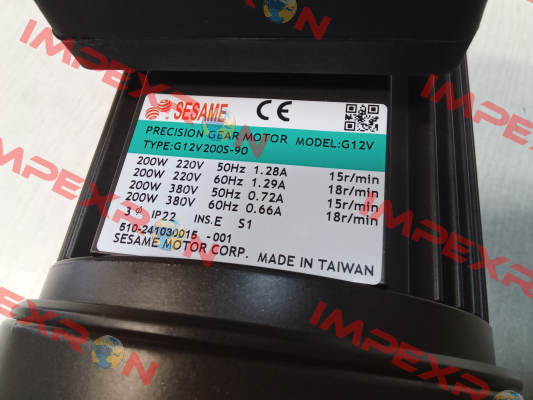 SESAME CE
PRECISION GEAR MOTOR MODEL:G12V
TYPE:G12V200S-90
200W 220V 50Hz 1.28A 15r/min
200W 220V 60Hz 1.29A 18r/min
200W 380V 50Hz 0.72A 15r/min
200W 380V 60Hz 0.66A 18r/min
3 ϕ IP22 INS.E S1
510-241030015 -001
SESAME MOTOR CORP. MADE IN TAIWAN
IMPEXRON
IMPEXRON
IMPEXRON
IMPEXRON
IMPEXRON